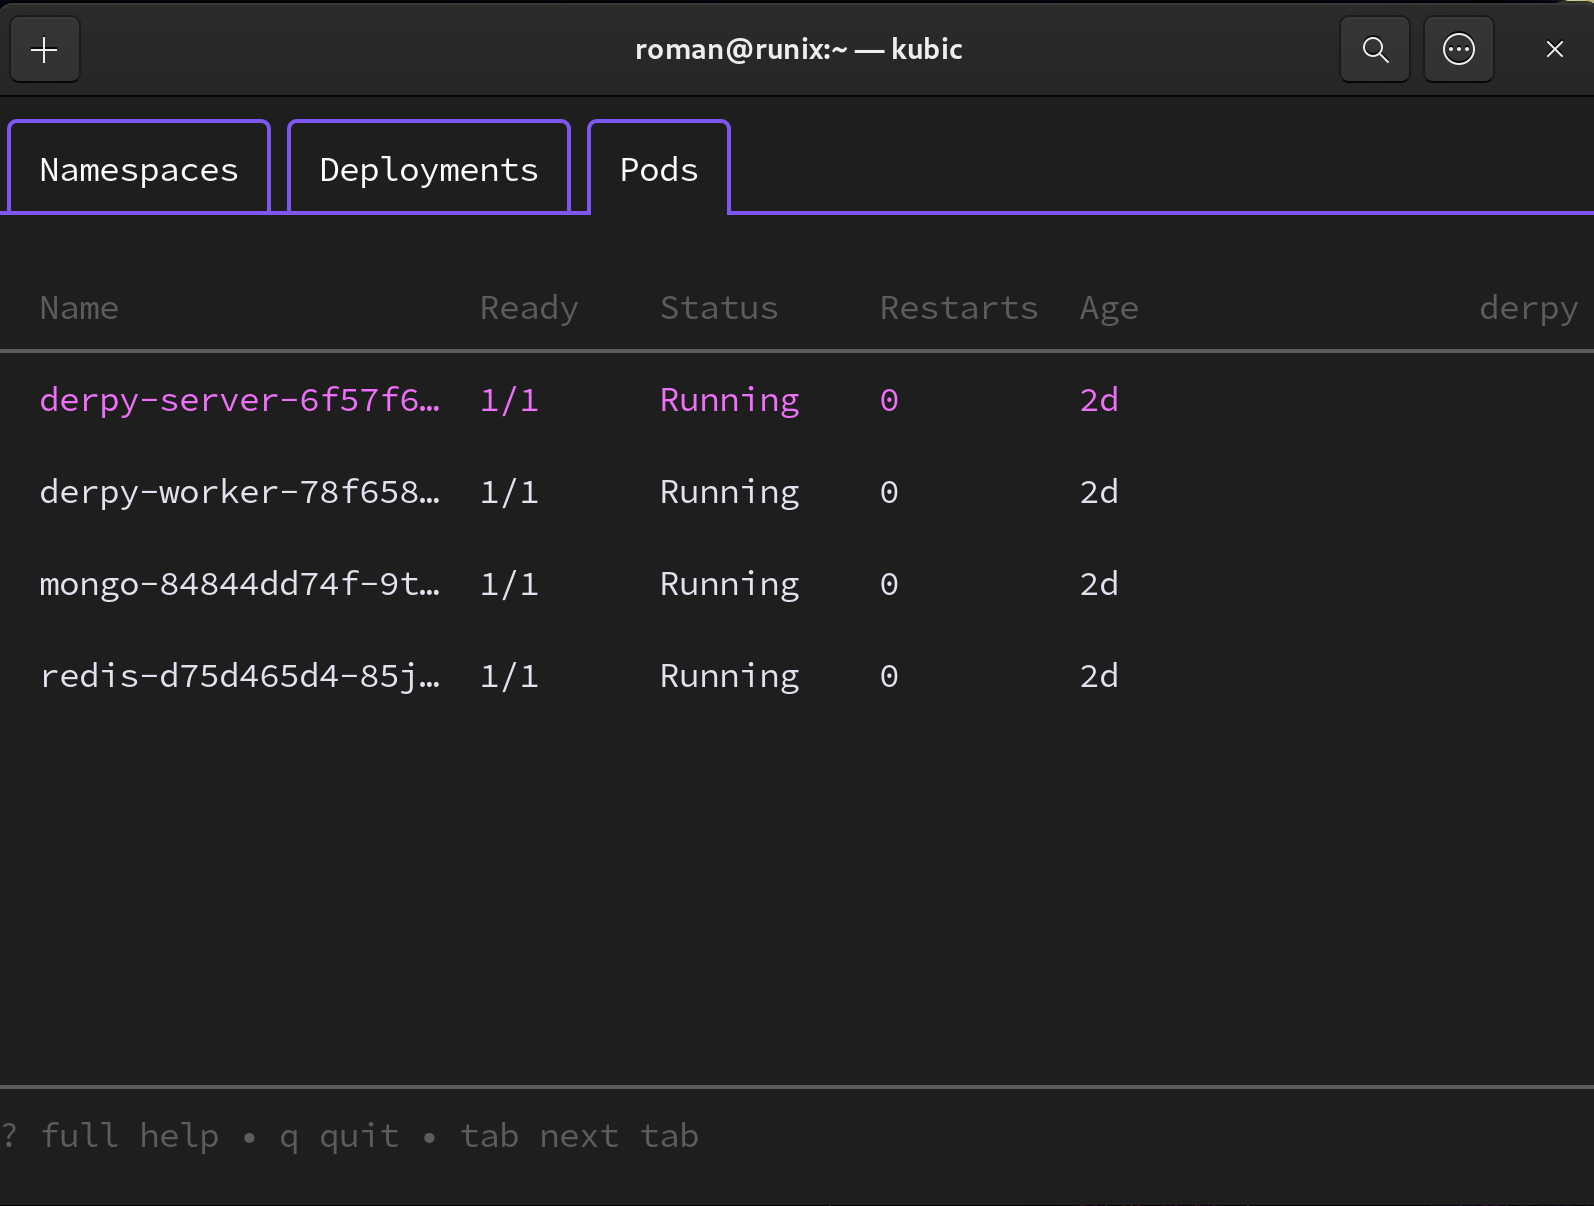 roman@runix:~ — kubic
Namespaces Deployments Pods
Name Ready Status Restarts Age derpy
derpy-server-6f57f6… 1/1 Running 0 2d
derpy-worker-78f658… 1/1 Running 0 2d
mongo-84844dd74f-9t… 1/1 Running 0 2d
redis-d75d465d4-85j… 1/1 Running 0 2d
? full help • q quit • tab next tab